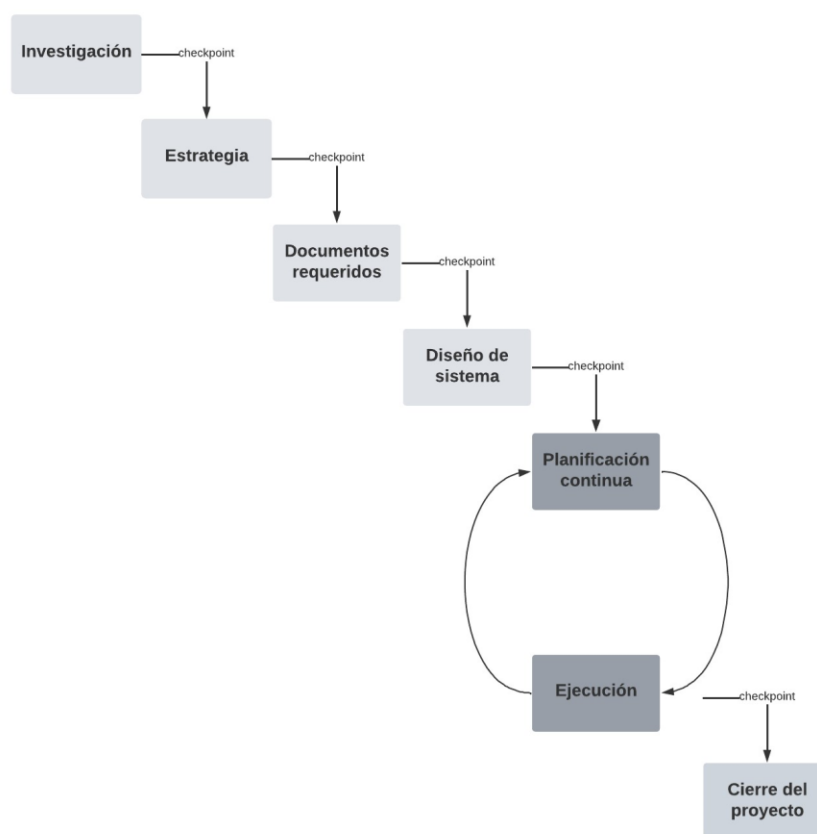 Investigación
checkpoint
Estrategia
checkpoint
Documentos
requeridos
checkpoint
Diseño de
sistema
checkpoint
Planificación
continua
Ejecución
checkpoint
Cierre del
proyecto